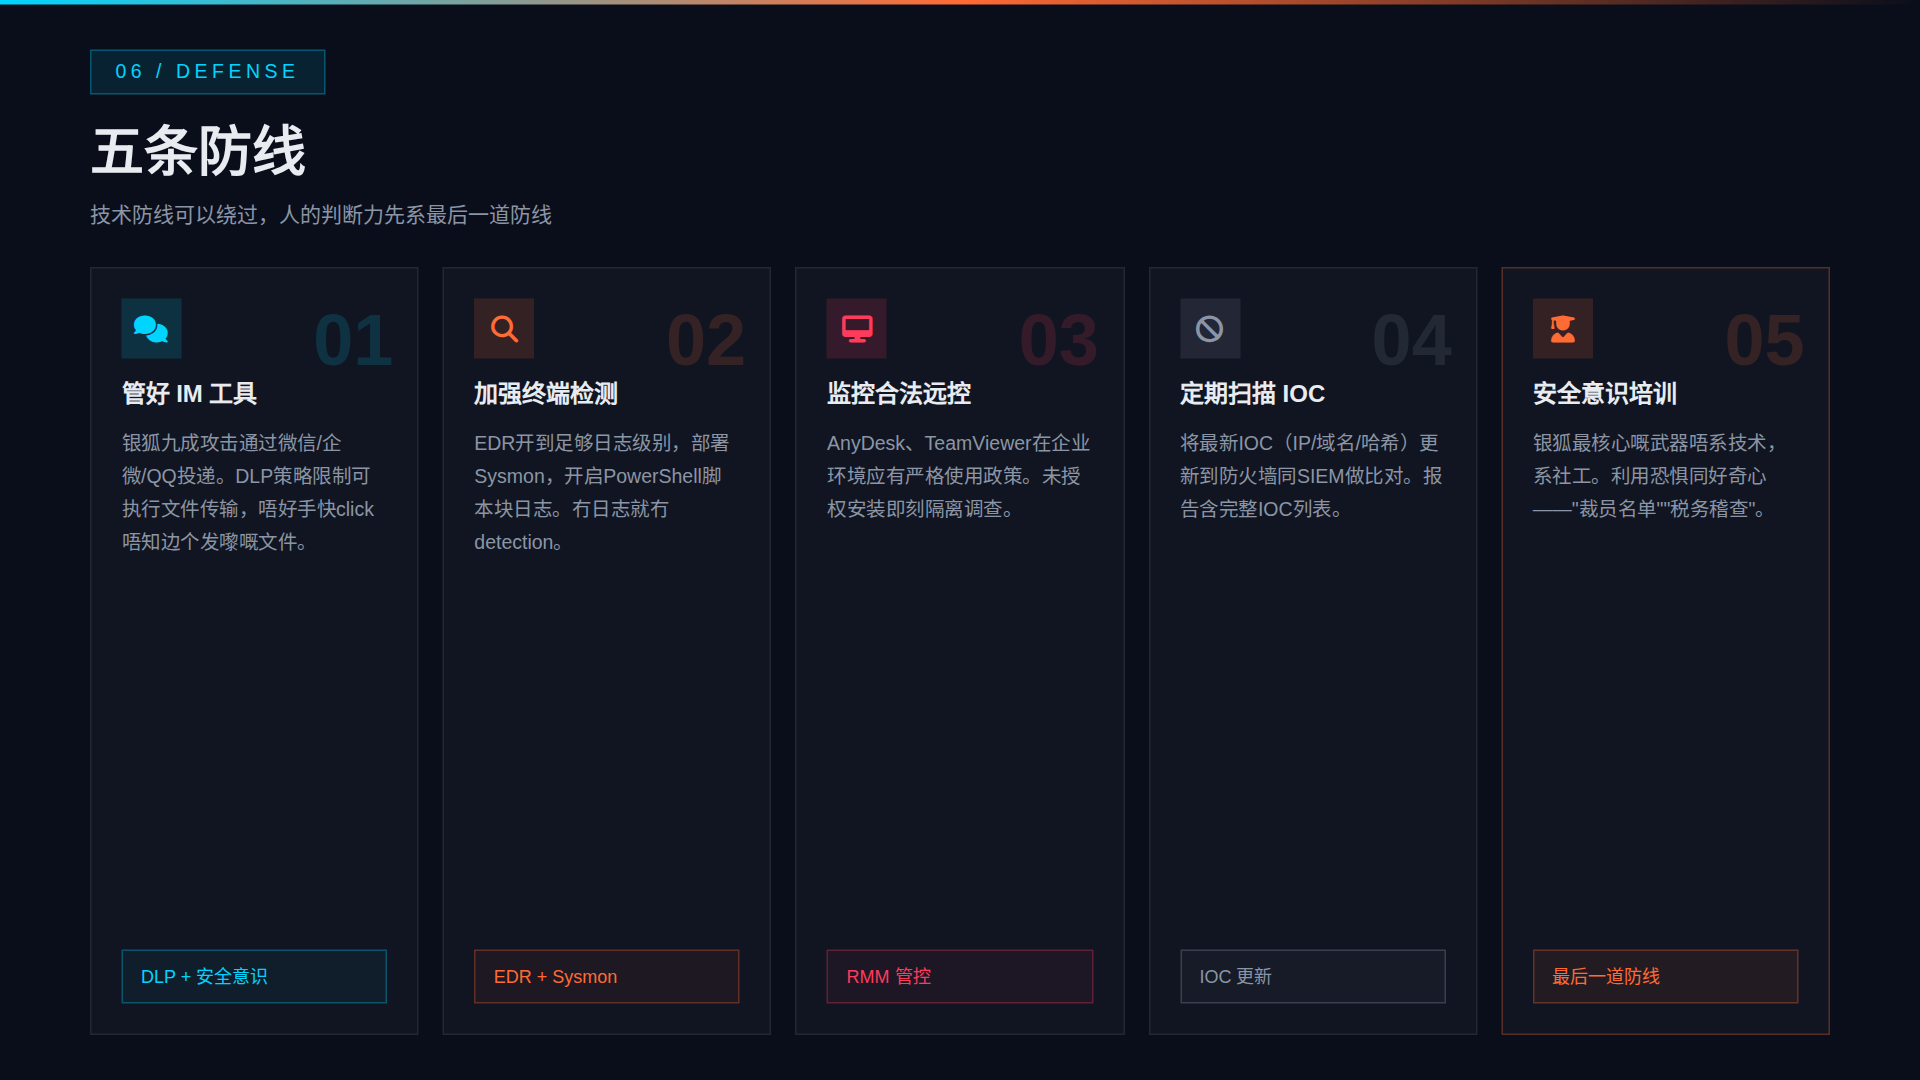 06 / DEFENSE
五条防线
技术防线可以绕过，人的判断力先系最后一道防线
01
管好 IM 工具
银狐九成攻击通过微信/企
微/QQ投递。DLP策略限制可
执行文件传输，唔好手快click
唔知边个发嚟嘅文件。
DLP + 安全意识
02
加强终端检测
EDR开到足够日志级别，部署
Sysmon，开启PowerShell脚
本块日志。冇日志就冇
detection。
EDR + Sysmon
03
监控合法远控
AnyDesk、TeamViewer在企业
环境应有严格使用政策。未授
权安装即刻隔离调查。
RMM 管控
04
定期扫描 IOC
将最新IOC（IP/域名/哈希）更
新到防火墙同SIEM做比对。报
告含完整IOC列表。
IOC 更新
05
安全意识培训
银狐最核心嘅武器唔系技术，
系社工。利用恐惧同好奇心
——"裁员名单""税务稽查"。
最后一道防线